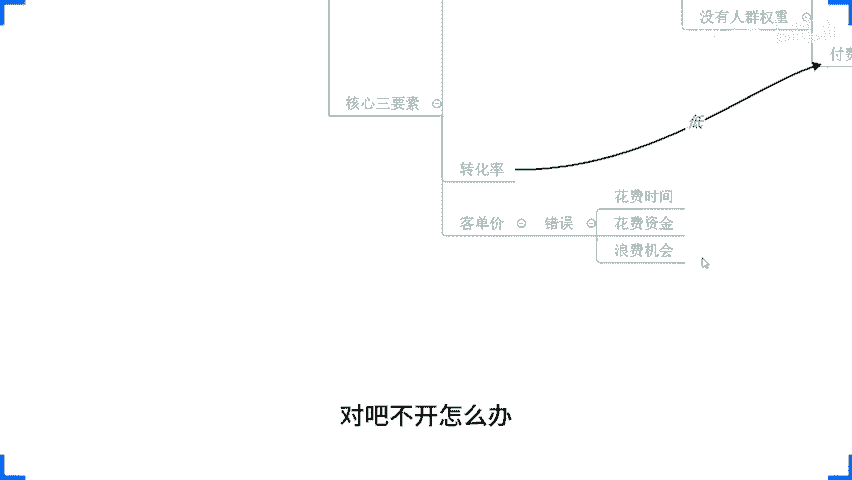 没有人群权重
付费
核心三要素
低
转化率
花费时间
客单价 错误 花费资金
浪费机会
对吧不开怎么办